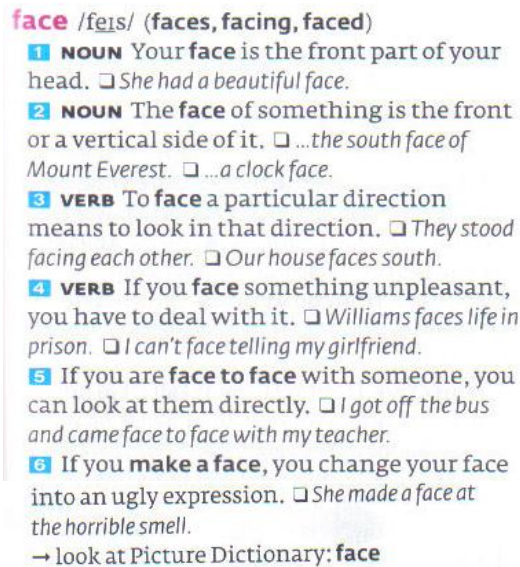 face /feɪs/ (faces, facing, faced)
1 NOUN Your face is the front part of your
head. ❑ She had a beautiful face.
2 NOUN The face of something is the front
or a vertical side of it. ❑ ...the south face of
Mount Everest. ❑ ...a clock face.
3 VERB To face a particular direction
means to look in that direction. ❑ They stood
facing each other. ❑ Our house faces south.
4 VERB If you face something unpleasant,
you have to deal with it. ❑ Williams faces life in
prison. ❑ I can't face telling my girlfriend.
5 If you are face to face with someone, you
can look at them directly. ❑ I got off the bus
and came face to face with my teacher.
6 If you make a face, you change your face
into an ugly expression. ❑ She made a face at
the horrible smell.
→ look at Picture Dictionary: face